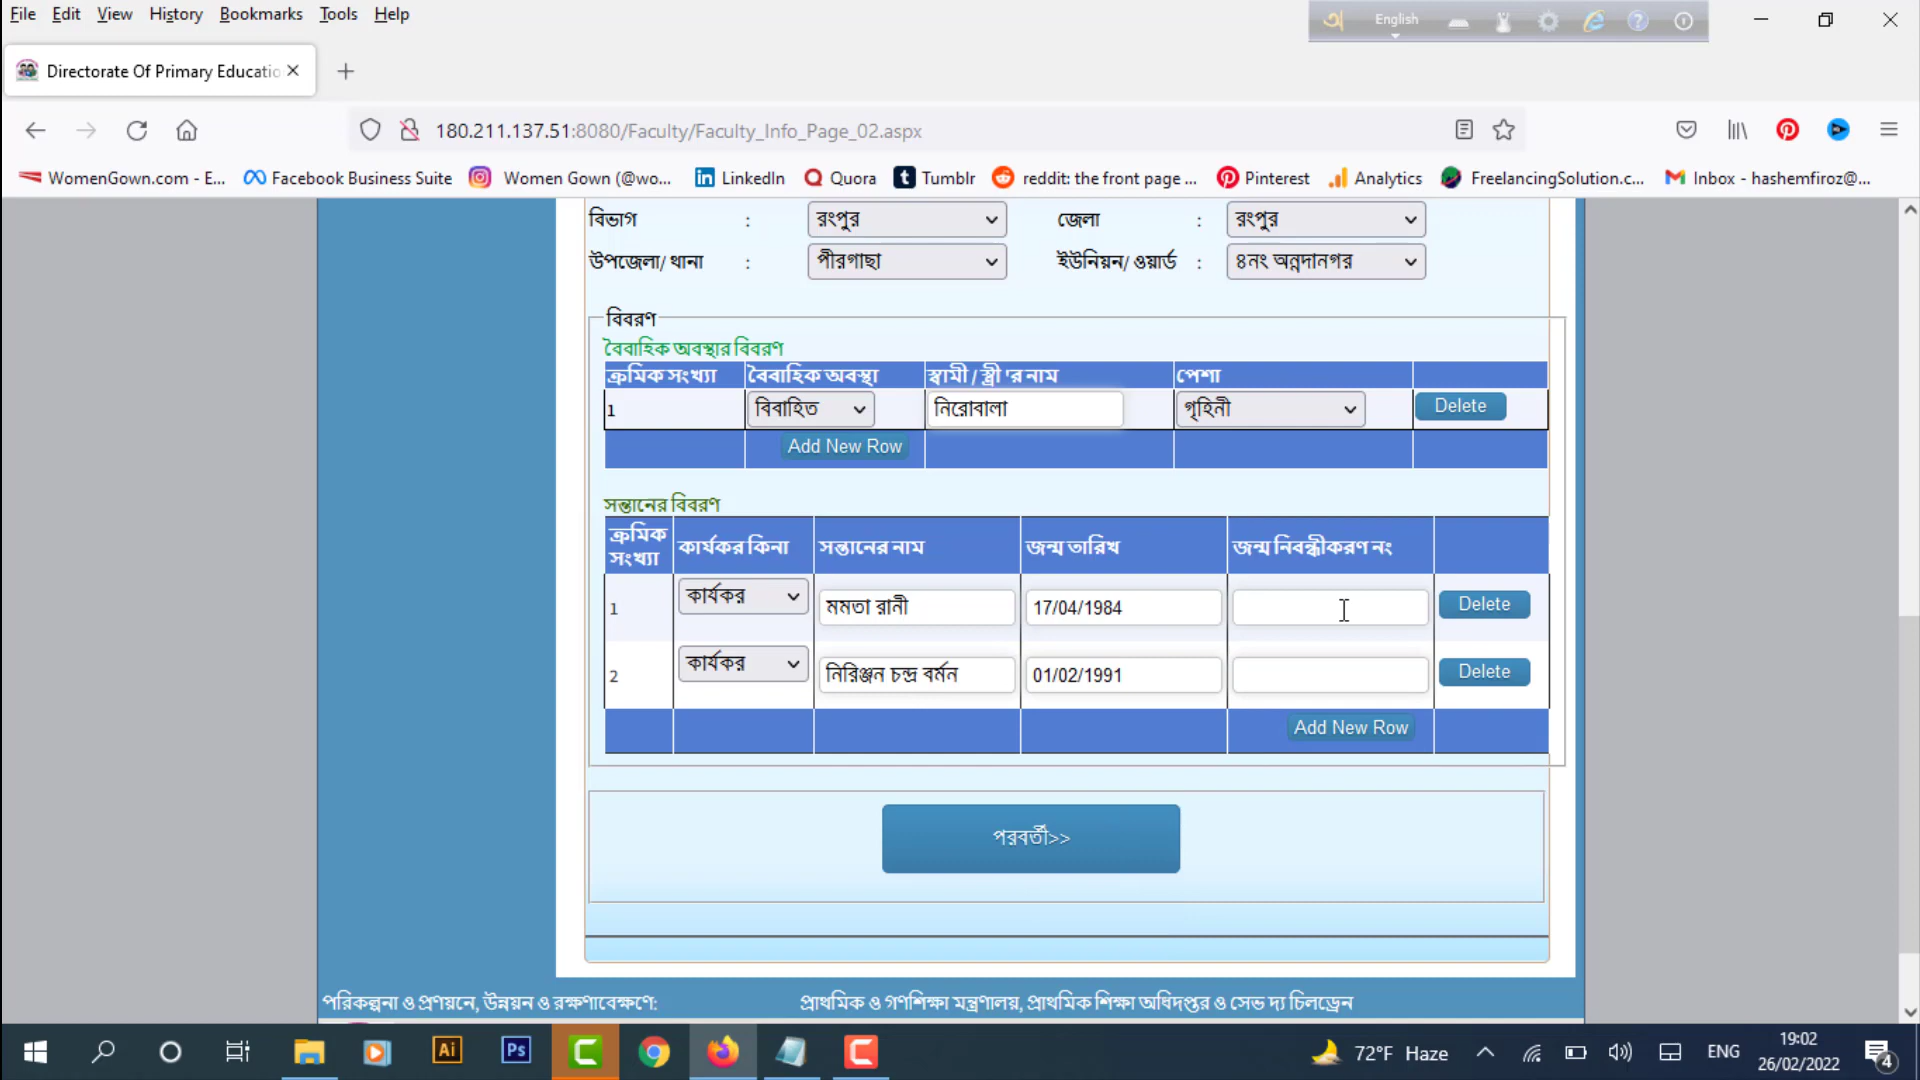 File Edit View History Bookmarks Tools Help
অ English
Directorate Of Primary Educatio
180.211.137.51:8080/Faculty/Faculty_Info_Page_02.aspx
WomenGown.com - E... Facebook Business Suite Women Gown (@wo... LinkedIn Quora Tumblr reddit: the front page ... Pinterest Analytics FreelancingSolution.c... Inbox - hashemfiroz@...
বিভাগ : রংপুর জেলা : রংপুর
উপজেলা/ থানা : পীরগাছা ইউনিয়ন/ ওয়ার্ড : ৪নং অন্নদানগর
বিবরণ
বৈবাহিক অবস্থার বিবরণ
ক্রমিক সংখ্যা বৈবাহিক অবস্থা স্বামী / স্ত্রী 'র নাম পেশা
1 বিবাহিত নিরোবালা গৃহিনী Delete
Add New Row
সন্তানের বিবরণ
ক্রমিক সংখ্যা কার্যকর কিনা সন্তানের নাম জন্ম তারিখ জন্ম নিবন্ধীকরণ নং
1 কার্যকর মমতা রানী 17/04/1984 Delete
2 কার্যকর নিরিঞ্জন চন্দ্র বর্মন 01/02/1991 Delete
Add New Row
পরবর্তী>>
পরিকল্পনা ও প্রণয়নে, উন্নয়ন ও রক্ষণাবেক্ষণে: প্রাথমিক ও গণশিক্ষা মন্ত্রণালয়, প্রাথমিক শিক্ষা অধিদপ্তর ও সেভ দ্য চিলড্রেন
Ai Ps 72°F Haze ENG 19:02
26/02/2022 4